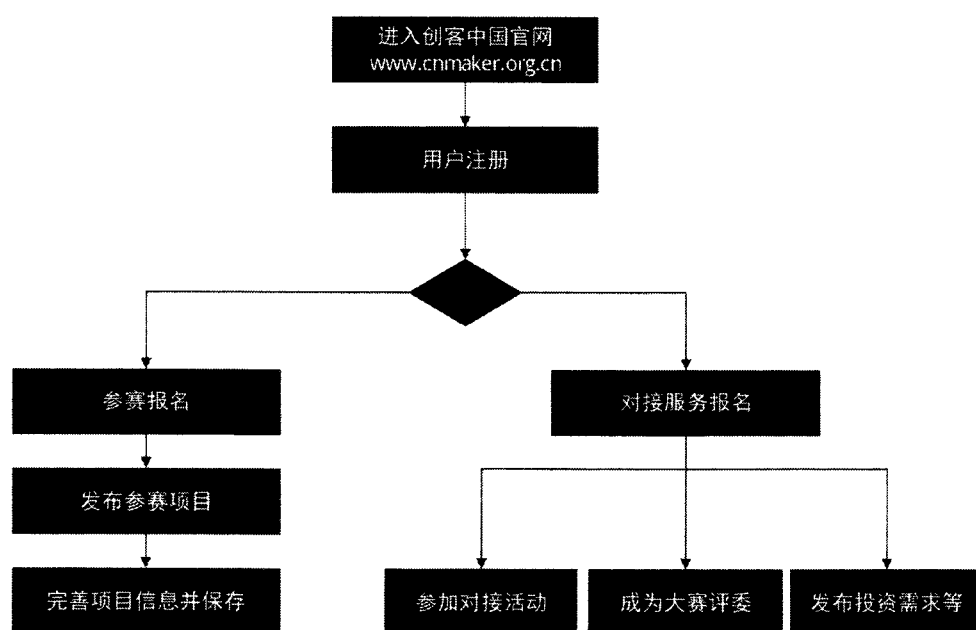 进入创客中国官网
www.cnmaker.org.cn
用户注册
参赛报名
对接服务报名
发布参赛项目
完善项目信息并保存
参加对接活动
成为大赛评委
发布投资需求等